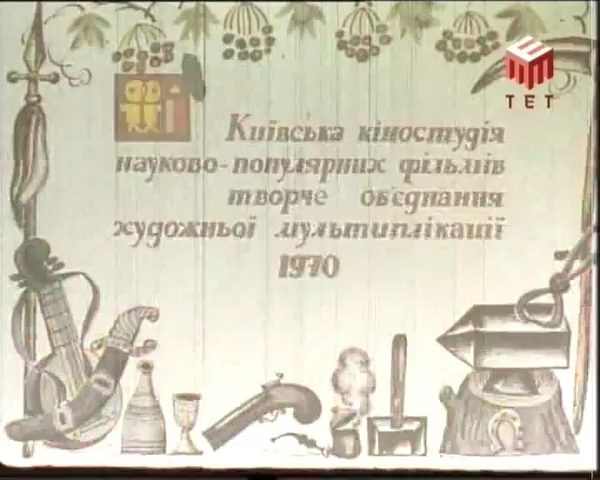 ТЕТ
Київська кіностудія
науково-популярних фільмів
творче об'єднання
художньої мультиплікації
1970